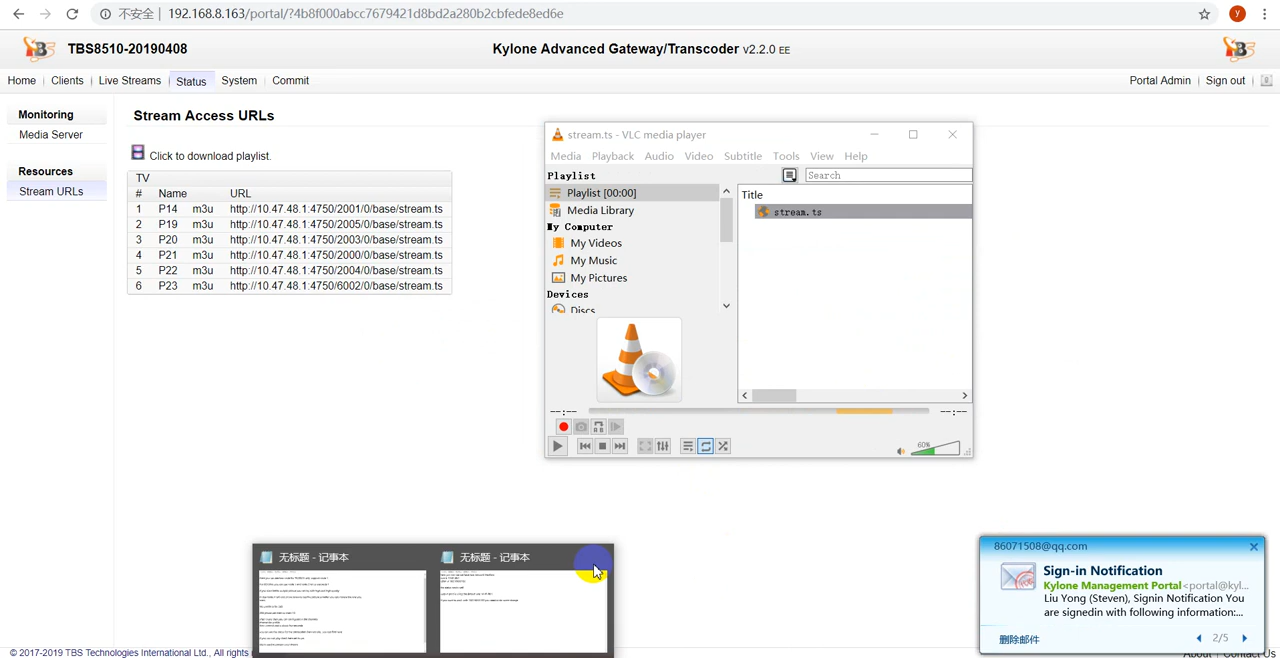 不安全 | 192.168.8.163/portal/?4b8f000abcc7679421d8bd2a280b2cbfede8ed6e
y
TBS8510-20190408
Kylone Advanced Gateway/Transcoder v2.2.0 EE
Home | Clients | Live Streams | Status | System | Commit
Portal Admin | Sign out
Monitoring
Media Server
Resources
Stream URLs
Stream Access URLs
Click to download playlist.
TV
# Name URL
1 P14 m3u http://10.47.48.1:4750/2001/0/base/stream.ts
2 P19 m3u http://10.47.48.1:4750/2005/0/base/stream.ts
3 P20 m3u http://10.47.48.1:4750/2003/0/base/stream.ts
4 P21 m3u http://10.47.48.1:4750/2000/0/base/stream.ts
5 P22 m3u http://10.47.48.1:4750/2004/0/base/stream.ts
6 P23 m3u http://10.47.48.1:4750/6002/0/base/stream.ts
stream.ts - VLC media player
Media Playback Audio Video Subtitle Tools View Help
Playlist
Search
Playlist [00:00]
Media Library
My Computer
My Videos
My Music
My Pictures
Devices
Discs
Title
stream.ts
--:-- --:--
60%
无标题 - 记事本
无标题 - 记事本
86071508@qq.com
Sign-in Notification
Kylone Management Portal<portal@kyl...
Liu Yong (Steven), Signin Notification You
are signedin with following information:...
删除邮件
2/5
© 2017-2019 TBS Technologies International Ltd., All rights
About | Contact Us